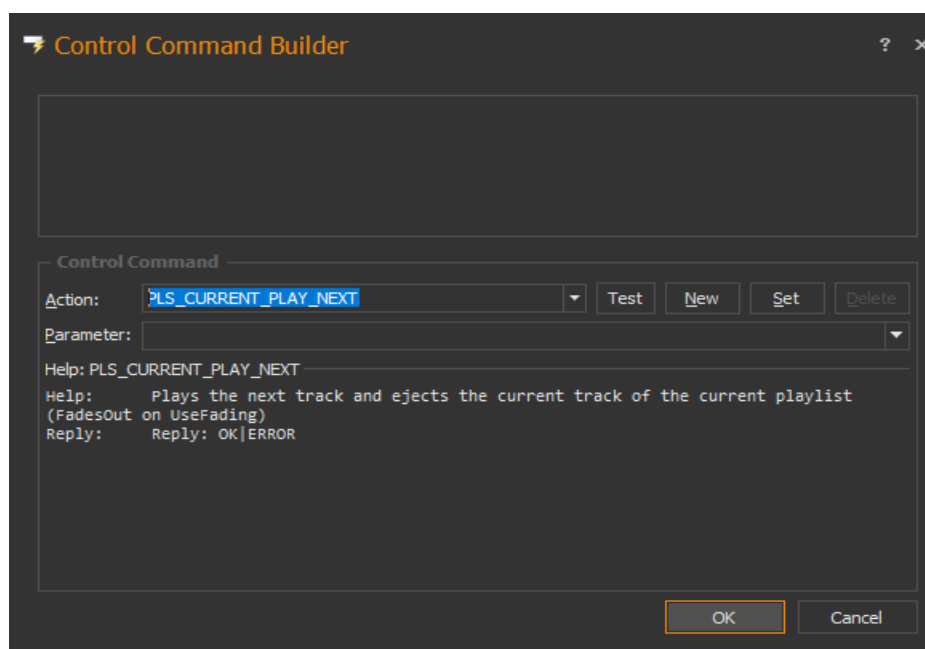 Control Command Builder ? ×
Control Command
Action: PLS_CURRENT_PLAY_NEXT Test New Set Delete
Parameter:
Help: PLS_CURRENT_PLAY_NEXT
Help: Plays the next track and ejects the current track of the current playlist
(FadesOut on UseFading)
Reply: Reply: OK|ERROR
OK Cancel